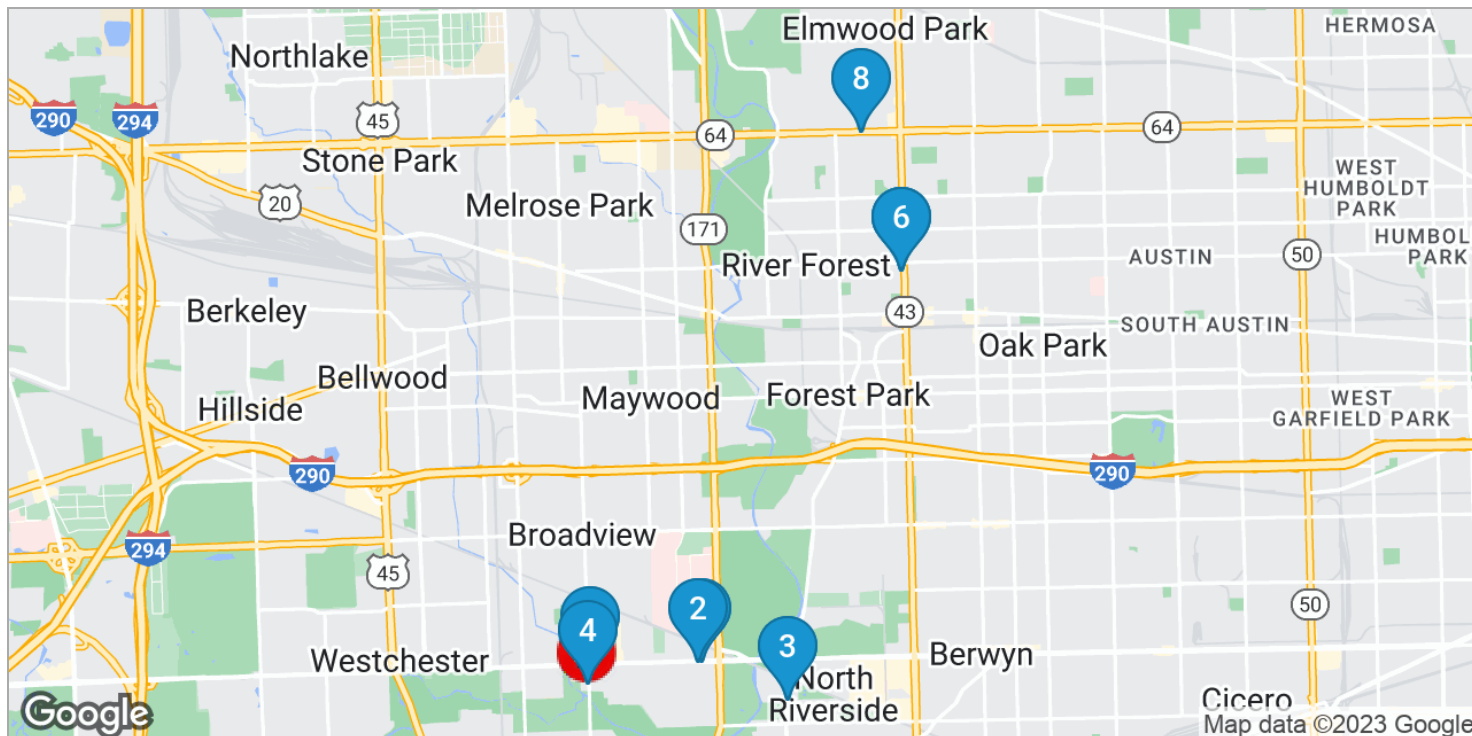 Elmwood Park
HERMOSA
Northlake
8
290
294
45
64
64
Stone Park
WEST
HUMBOLDT
PARK
20
Melrose Park
6
171
HUMBOL
PARK
River Forest
AUSTIN
50
Berkeley
43
SOUTH AUSTIN
Oak Park
Bellwood
Maywood
Forest Park
WEST
GARFIELD PARK
Hillside
290
290
Broadview
294
45
50
2
4
3
Westchester
Berwyn
North
Riverside
Cicero
Google
Map data ©2023 Google